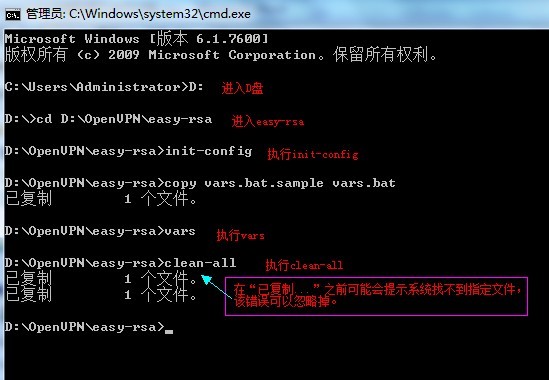 管理员: C:\Windows\system32\cmd.exe
Microsoft Windows [版本 6.1.7600]
版权所有 (c) 2009 Microsoft Corporation。保留所有权利。
C:\Users\Administrator>D: 进入D盘
D:\>cd D:\OpenVPN\easy-rsa 进入easy-rsa
D:\OpenVPN\easy-rsa>init-config 执行init-config
D:\OpenVPN\easy-rsa>copy vars.bat.sample vars.bat
已复制 1 个文件。
D:\OpenVPN\easy-rsa>vars 执行vars
D:\OpenVPN\easy-rsa>clean-all 执行clean-all
已复制 1 个文件。
已复制 1 个文件。
在“已复制...”之前可能会提示系统找不到指定文件，
该错误可以忽略掉。
D:\OpenVPN\easy-rsa>_